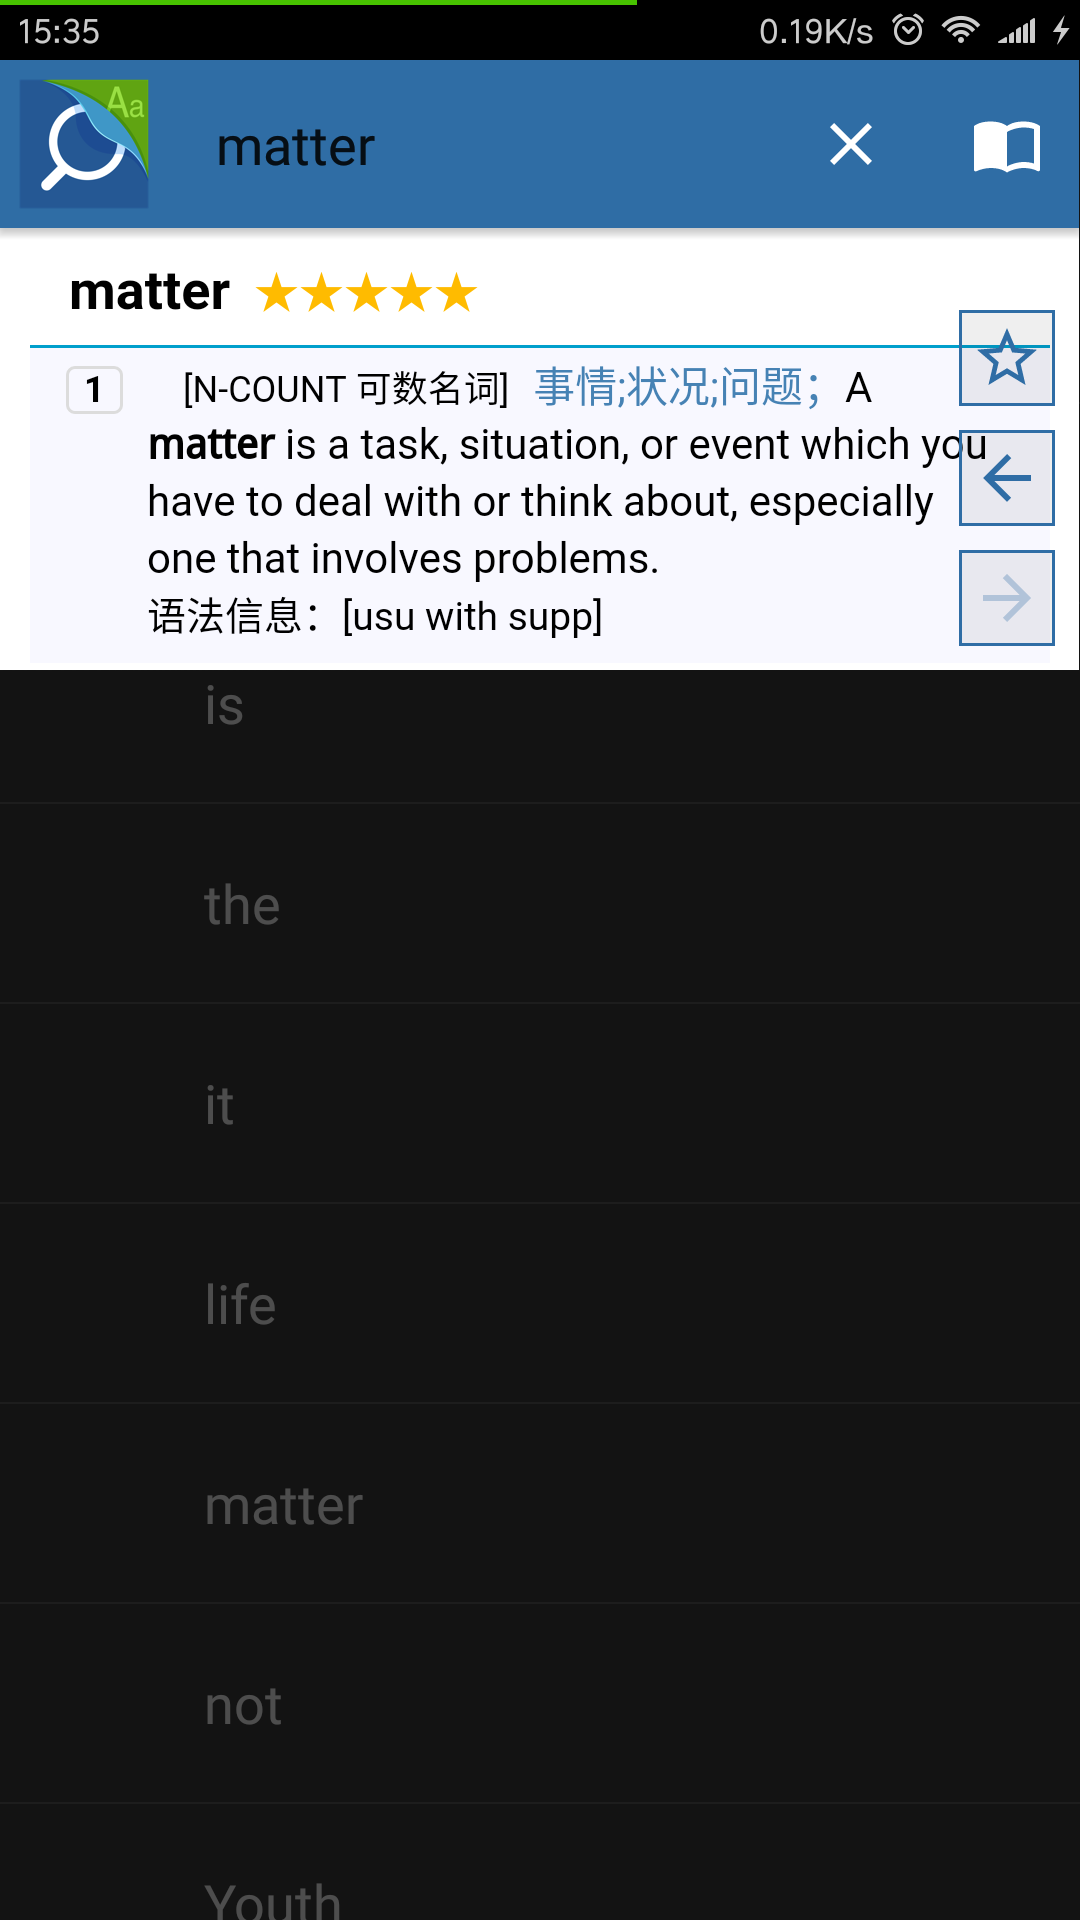 15:35 0.19K/s
Aa
matter
matter ★★★★★
1 [N-COUNT 可数名词] 事情;状况;问题； A
matter is a task, situation, or event which you
have to deal with or think about, especially
one that involves problems.
语法信息：[usu with supp]
is
the
it
life
matter
not
Youth